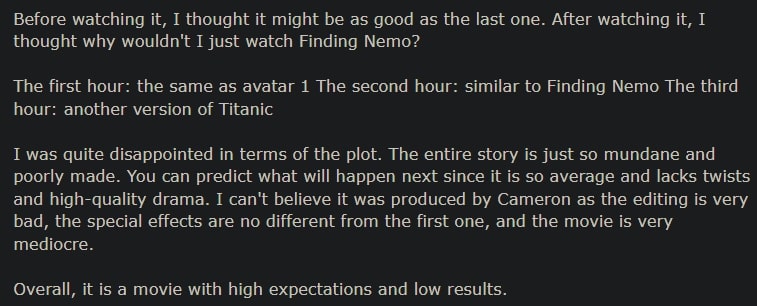 Before watching it, I thought it might be as good as the last one. After watching it, I
thought why wouldn't I just watch Finding Nemo?
The first hour: the same as avatar 1 The second hour: similar to Finding Nemo The third
hour: another version of Titanic
I was quite disappointed in terms of the plot. The entire story is just so mundane and
poorly made. You can predict what will happen next since it is so average and lacks twists
and high-quality drama. I can't believe it was produced by Cameron as the editing is very
bad, the special effects are no different from the first one, and the movie is very
mediocre.
Overall, it is a movie with high expectations and low results.